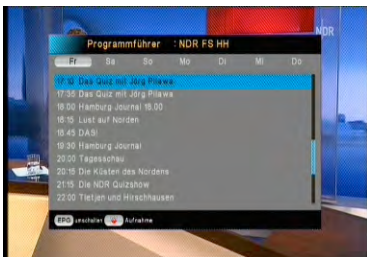 NDR
Programmführer : NDR FS HH
Fr Sa So Mo Di Mi Do
17:15 Das Quiz mit Jörg Pilawa
17:35 Das Quiz mit Jörg Pilawa
18:00 Hamburg Journal 18.00
18:15 Lust auf Norden
18:45 DAS!
19:30 Hamburg Journal
20:00 Tagesschau
20:15 Die Küsten des Nordens
21:15 Die NDR Quizshow
22:00 Tietjen und Hirschhausen
EPG umschalten Aufnahme